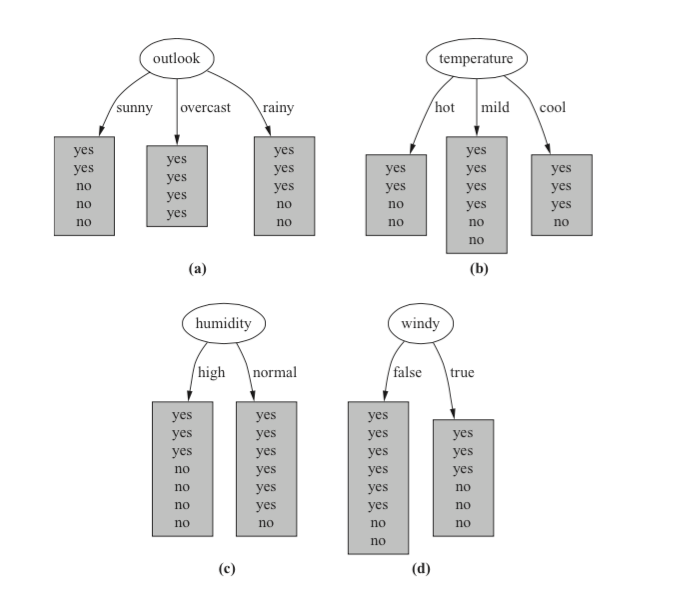 outlook
sunny overcast rainy
yes
yes
no
no
no
yes
yes
yes
yes
yes
yes
yes
no
no
(a)
temperature
hot mild cool
yes
yes
no
no
yes
yes
yes
yes
no
no
yes
yes
yes
no
(b)
humidity
high normal
yes
yes
yes
no
no
no
no
yes
yes
yes
yes
yes
yes
no
(c)
windy
false true
yes
yes
yes
yes
yes
yes
no
no
yes
yes
yes
no
no
no
(d)